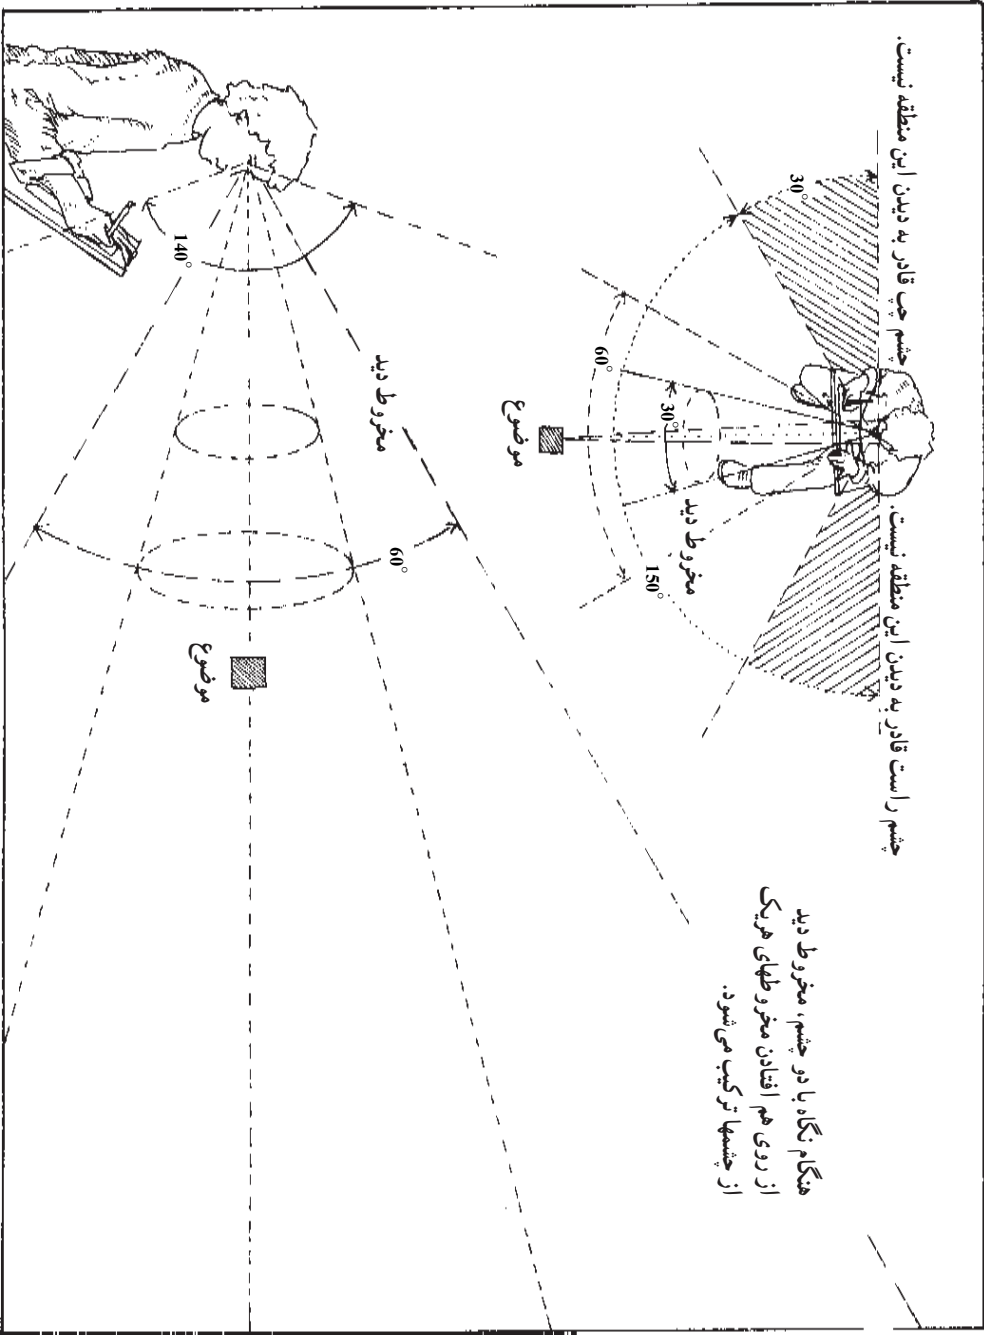 چشم چپ قادر به دیدن این منطقه نیست.
چشم راست قادر به دیدن این منطقه نیست.
30°
150°
60°
30°
مخروط دید
موضوع
هنگام نگاه با دو چشم، مخروط دید
از روی هم افتادن مخروطهای هریک
از چشمها ترکیب می‌شود.
140°
مخروط دید
60°
موضوع